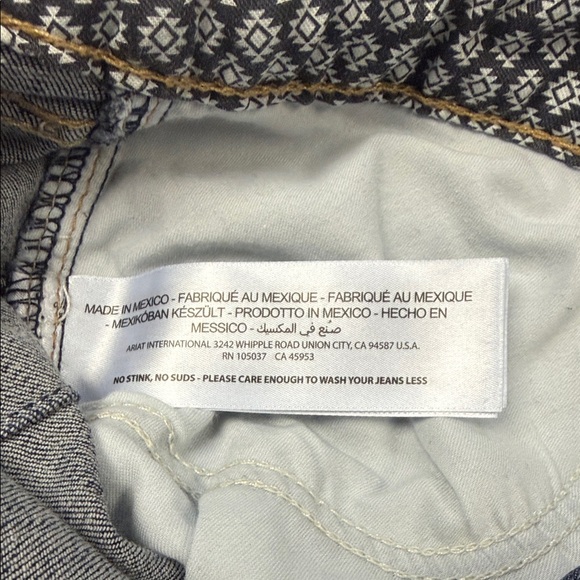 MADE IN MEXICO - FABRIQUÉ AU MEXIQUE - FABRIQUÉ AU MEXIQUE
- MEXIKÓBAN KÉSZÜLT - PRODOTTO IN MEXICO - HECHO EN
MESSICO - صُنع في المكسيك
ARIAT INTERNATIONAL 3242 WHIPPLE ROAD UNION CITY, CA 94587 U.S.A.
RN 105037 CA 45953
NO STINK, NO SUDS - PLEASE CARE ENOUGH TO WASH YOUR JEANS LESS